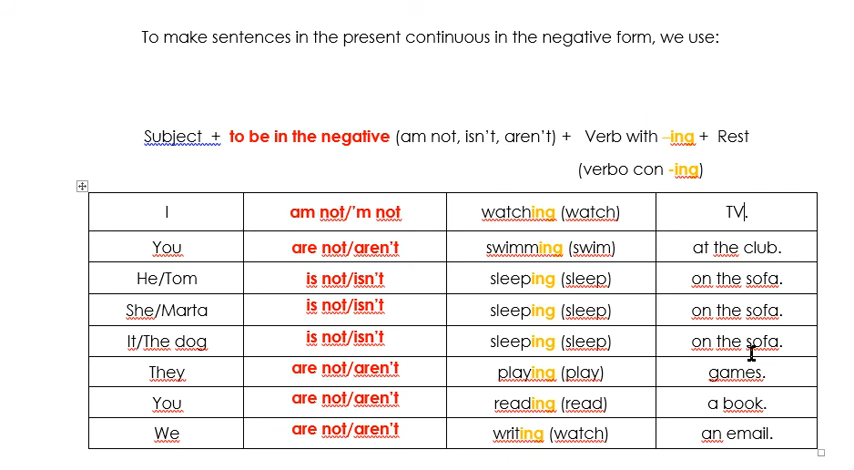 To make sentences in the present continuous in the negative form, we use:
Subject + to be in the negative (am not, isn't, aren't) + Verb with –ing + Rest
(verbo con -ing)
I am not/'m not watching (watch) TV.
You are not/aren't swimming (swim) at the club.
He/Tom is not/isn't sleeping (sleep) on the sofa.
She/Marta is not/isn't sleeping (sleep) on the sofa.
It/The dog is not/isn't sleeping (sleep) on the sofa.
They are not/aren't playing (play) games.
You are not/aren't reading (read) a book.
We are not/aren't writing (watch) an email.